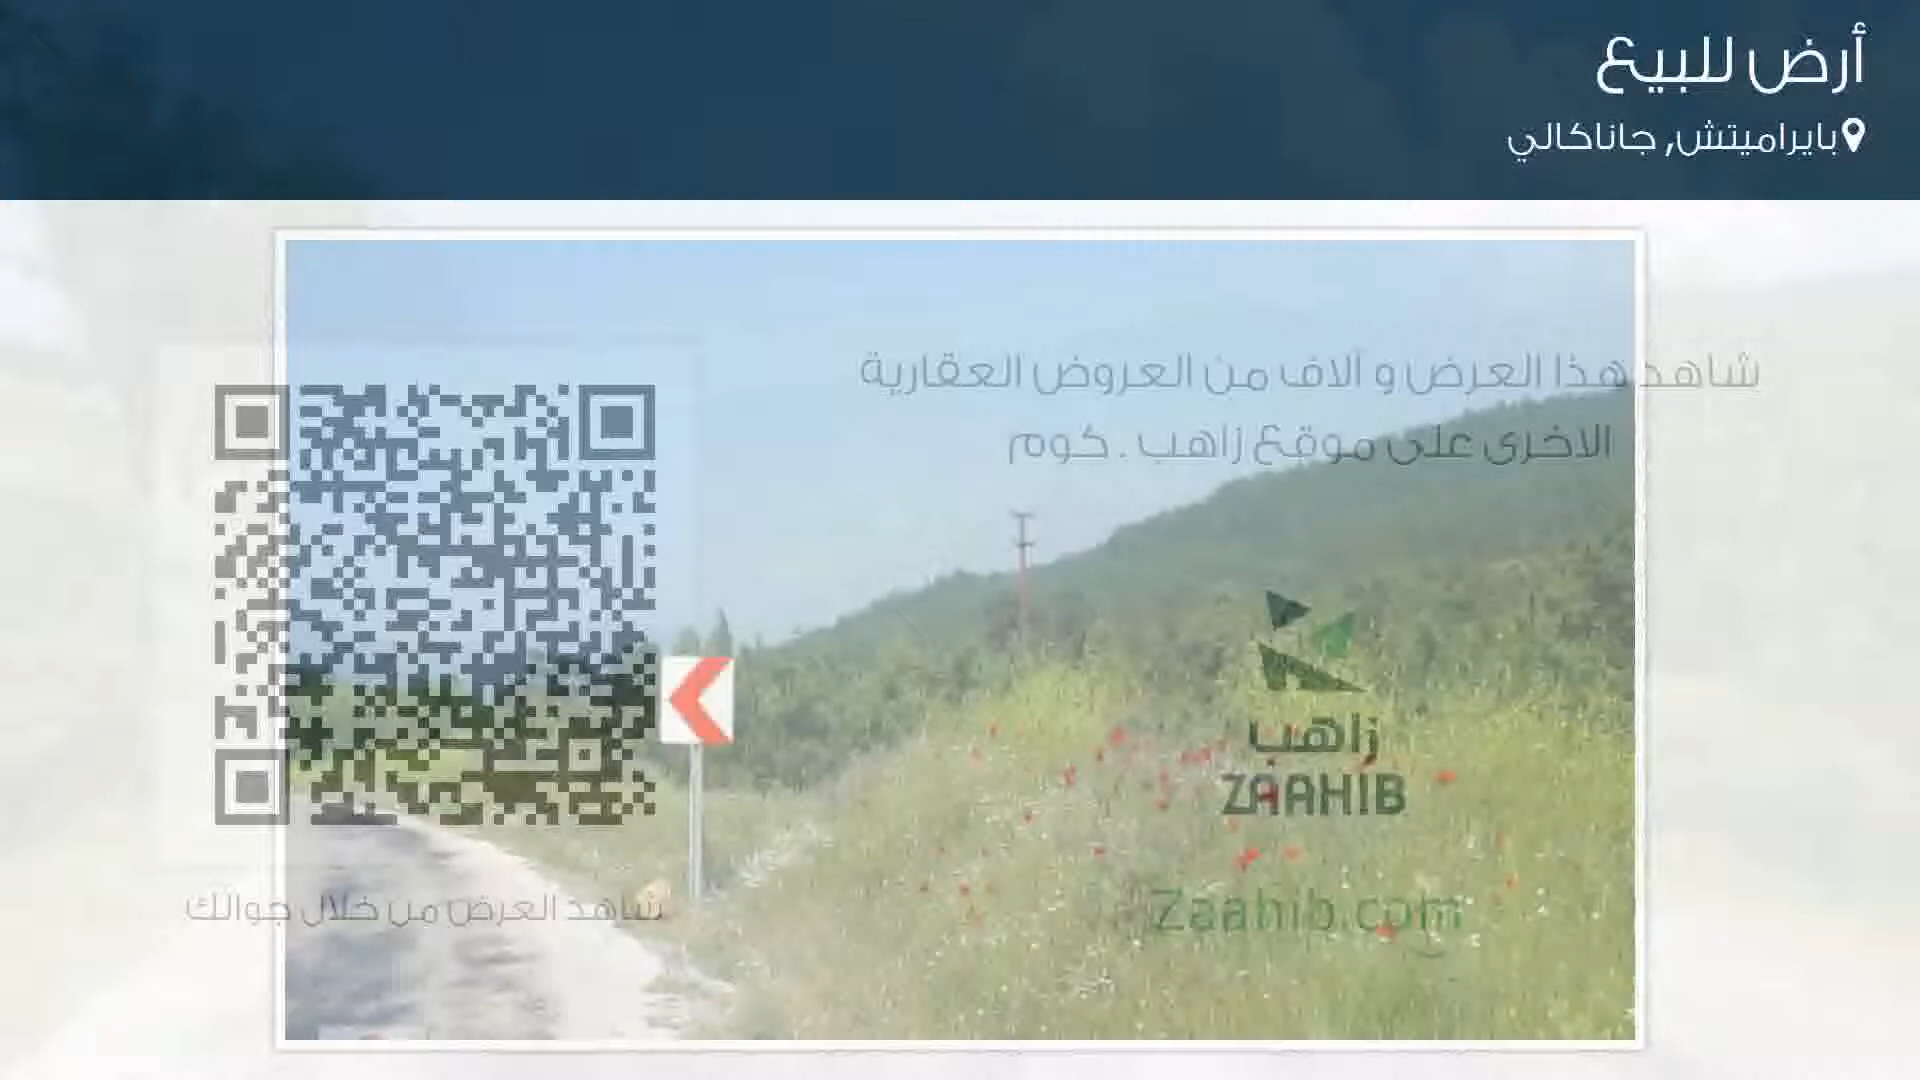 أرض للبيع
بايراميتش, جاناكالي
شاهد هذا العرض و آلاف من العروض العقارية
الاخرى على موقع زاهب . كوم
زاهب
ZAAHIB
Zaahib.com
شاهد العرض من خلال جوالك